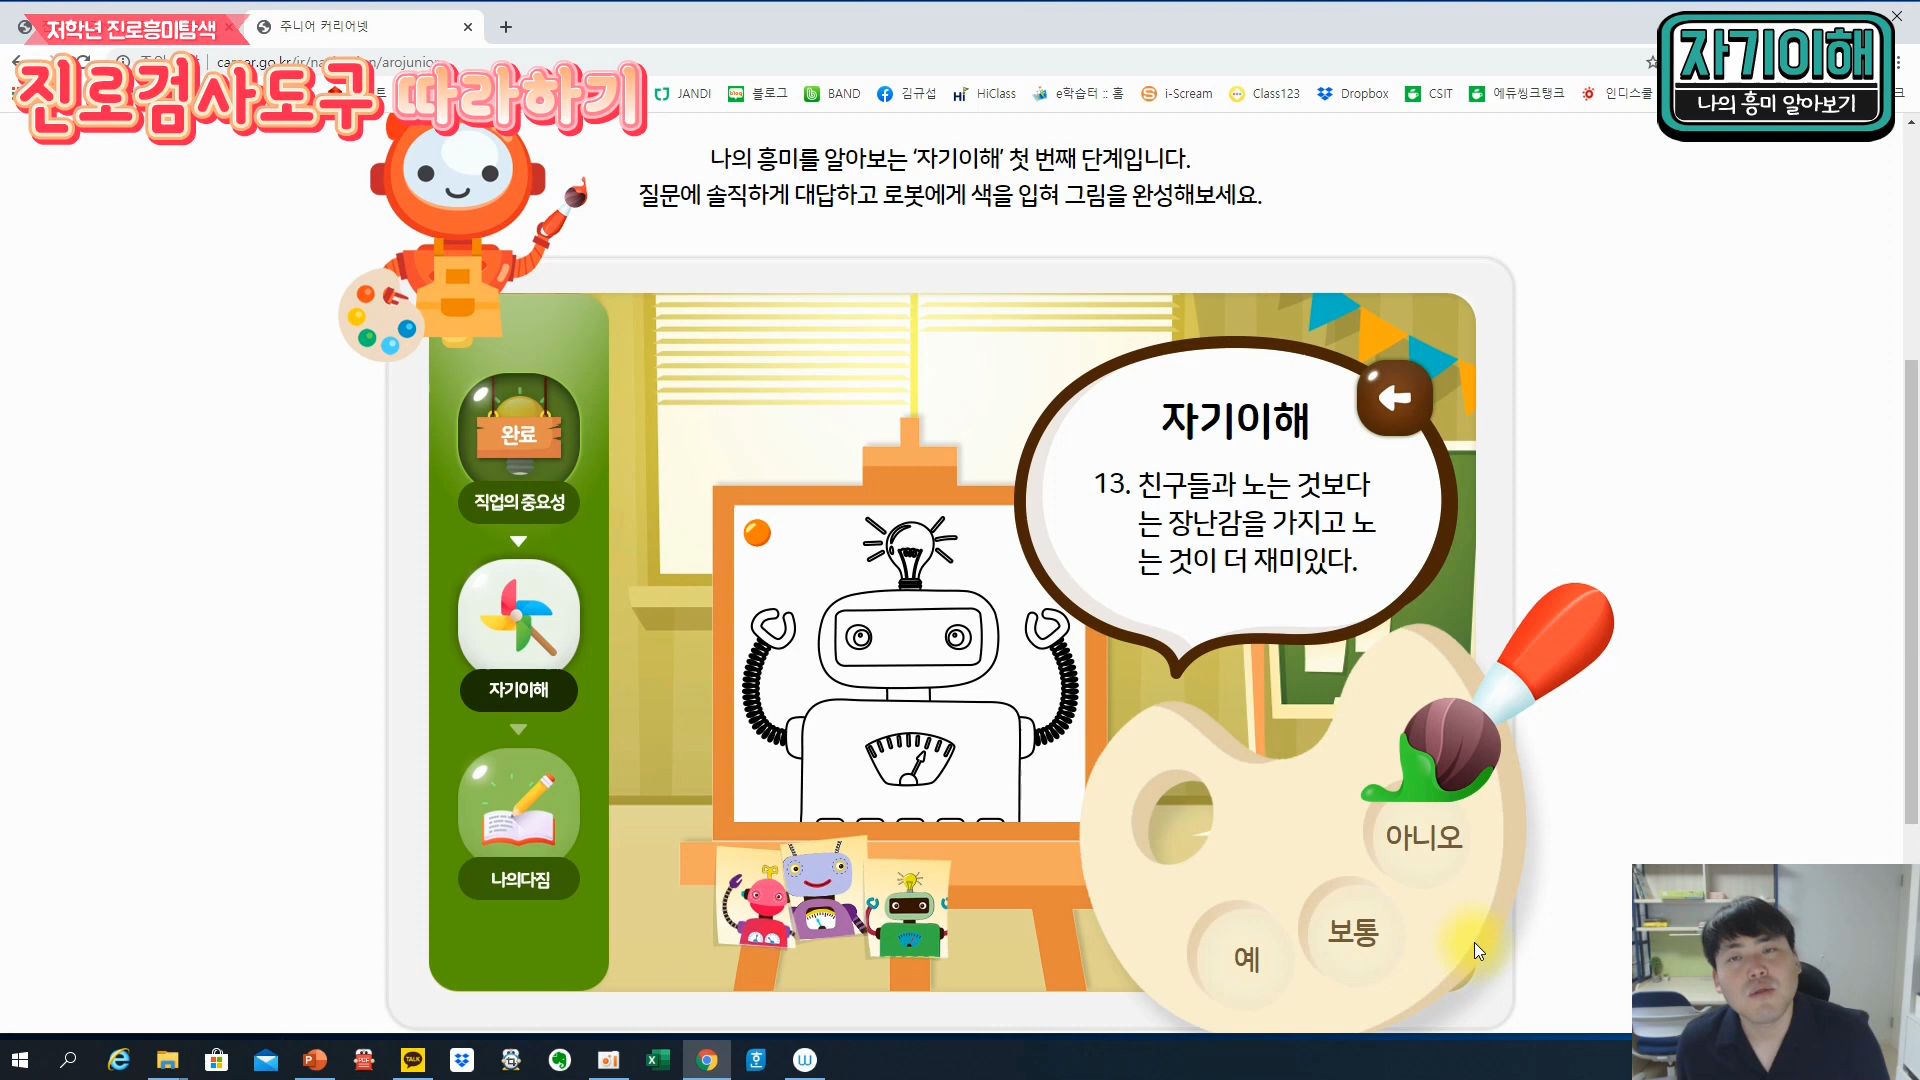 저학년 진로흥미탐색
주니어 커리어넷
진로검사도구 따라하기
JANDI
블로그
BAND
김규섭
HiClass
e학습터 :: 홈
i-Scream
Class123
Dropbox
CSIT
에듀씽크탱크
인디스쿨
자기이해
나의 흥미 알아보기
나의 흥미를 알아보는 ‘자기이해’ 첫 번째 단계입니다.
질문에 솔직하게 대답하고 로봇에게 색을 입혀 그림을 완성해보세요.
완료
직업의 중요성
자기이해
나의다짐
자기이해
13. 친구들과 노는 것보다
는 장난감을 가지고 노
는 것이 더 재미있다.
아니오
보통
예